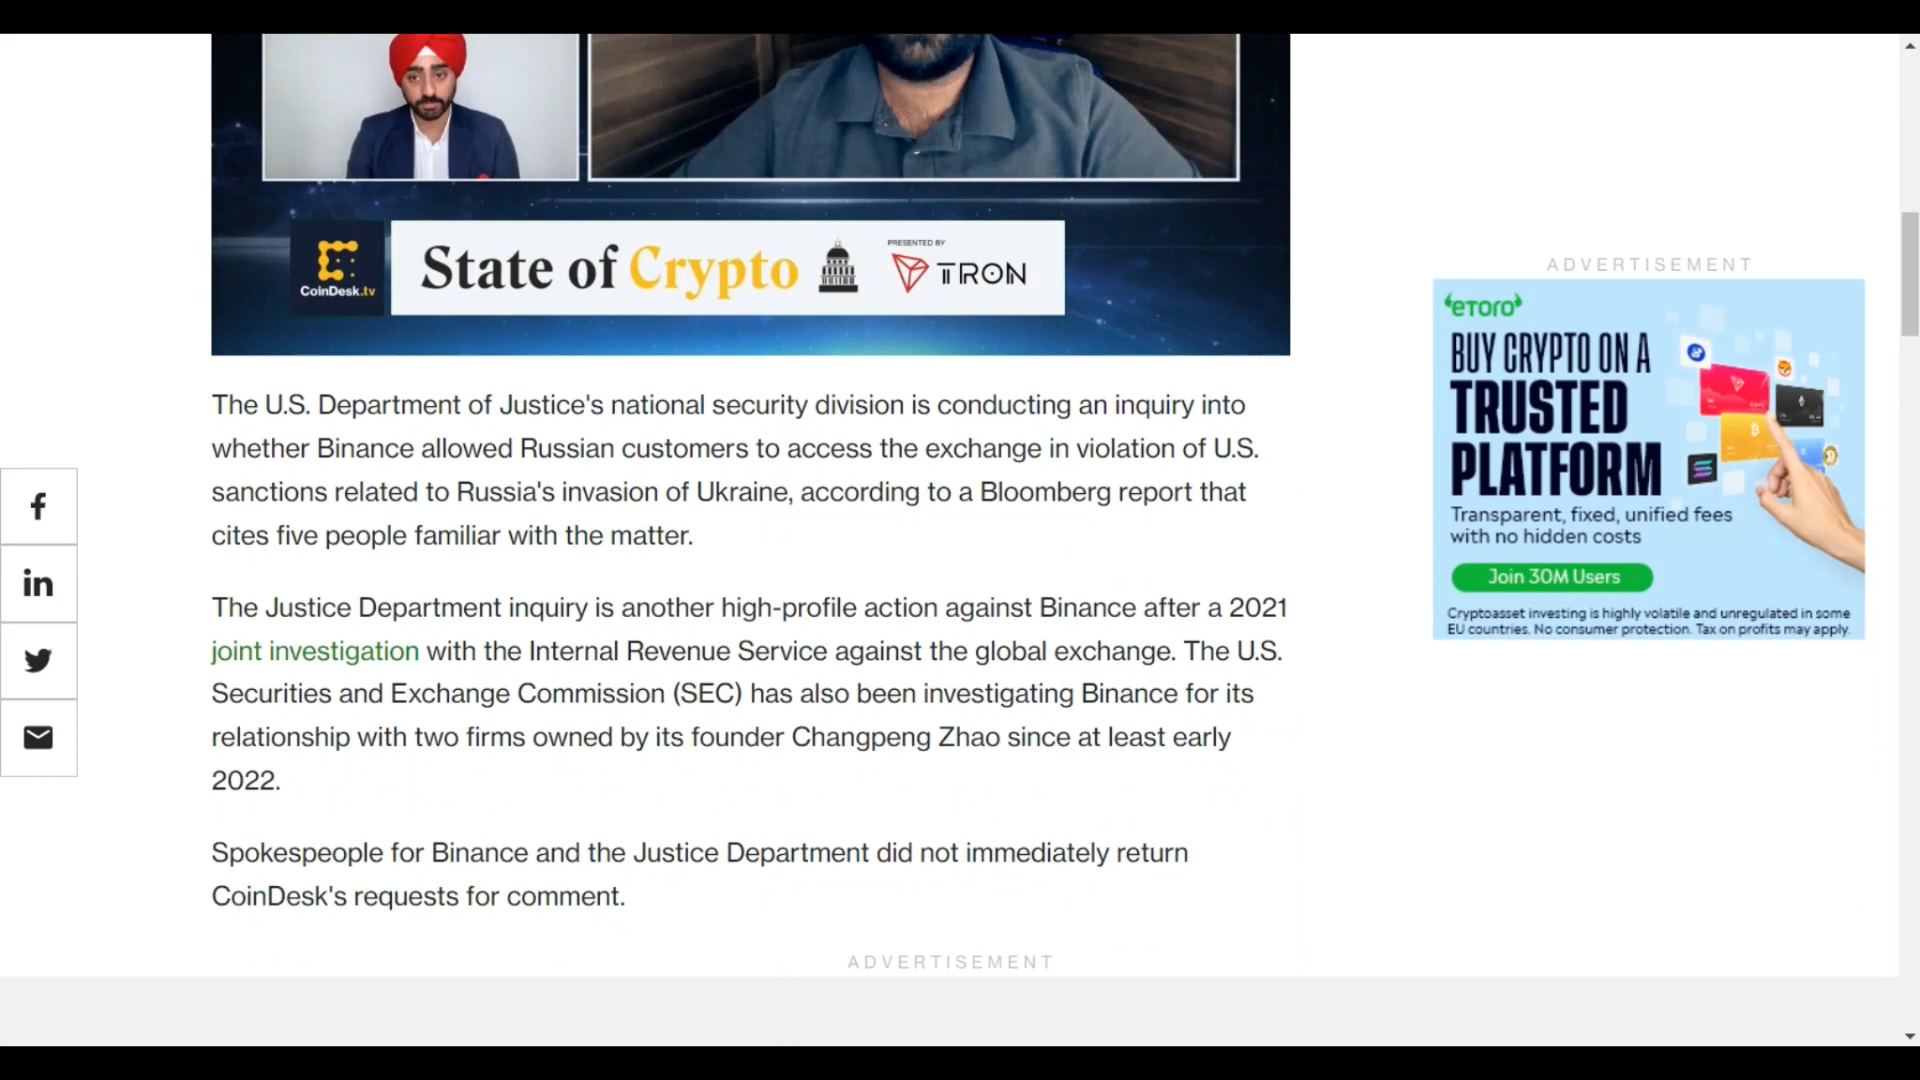 CoinDesk.tv
State of Crypto
PRESENTED BY
TRON
The U.S. Department of Justice's national security division is conducting an inquiry into
whether Binance allowed Russian customers to access the exchange in violation of U.S.
sanctions related to Russia's invasion of Ukraine, according to a Bloomberg report that
cites five people familiar with the matter.
The Justice Department inquiry is another high-profile action against Binance after a 2021
joint investigation with the Internal Revenue Service against the global exchange. The U.S.
Securities and Exchange Commission (SEC) has also been investigating Binance for its
relationship with two firms owned by its founder Changpeng Zhao since at least early
2022.
Spokespeople for Binance and the Justice Department did not immediately return
CoinDesk's requests for comment.
ADVERTISEMENT
ADVERTISEMENT
eToro
BUY CRYPTO ON A
TRUSTED
PLATFORM
Transparent, fixed, unified fees
with no hidden costs
Join 30M Users
Cryptoasset investing is highly volatile and unregulated in some
EU countries. No consumer protection. Tax on profits may apply.